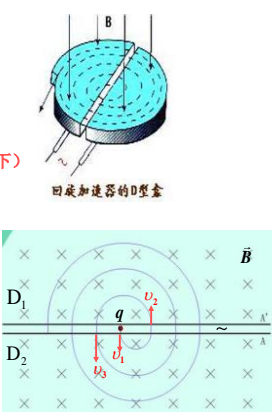 B
下）
~
回旋加速器的D型盒
B⃗
D₁
υ₂
q
A'
~
A
D₂
υ₁
υ₃